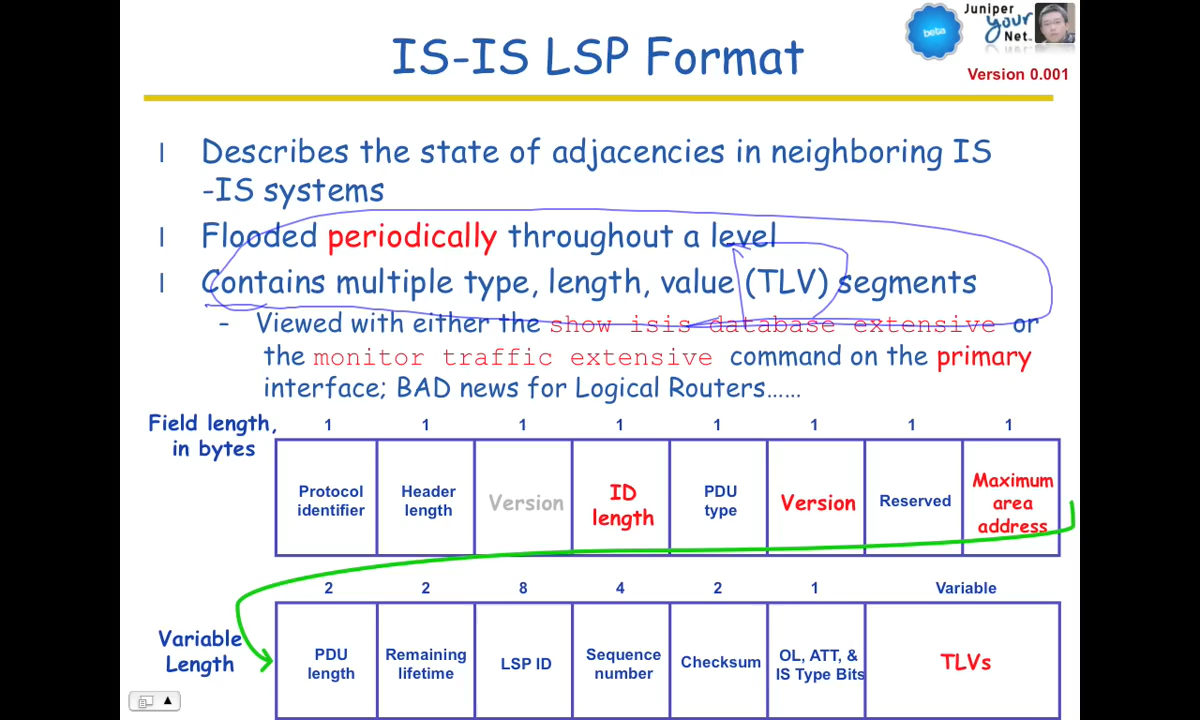 Juniper
your
Net
beta
Version 0.001
IS-IS LSP Format
l Describes the state of adjacencies in neighboring IS
-IS systems
l Flooded periodically throughout a level
l Contains multiple type, length, value (TLV) segments
- Viewed with either the show isis database extensive or
the monitor traffic extensive command on the primary
interface; BAD news for Logical Routers……
Field length,
in bytes
1 1 1 1 1 1 1 1
Protocol
identifier
Header
length
Version
ID
length
PDU
type
Version
Reserved
Maximum
area
address
2 2 8 4 2 1 Variable
Variable
Length
PDU
length
Remaining
lifetime
LSP ID
Sequence
number
Checksum
OL, ATT, &
IS Type Bits
TLVs